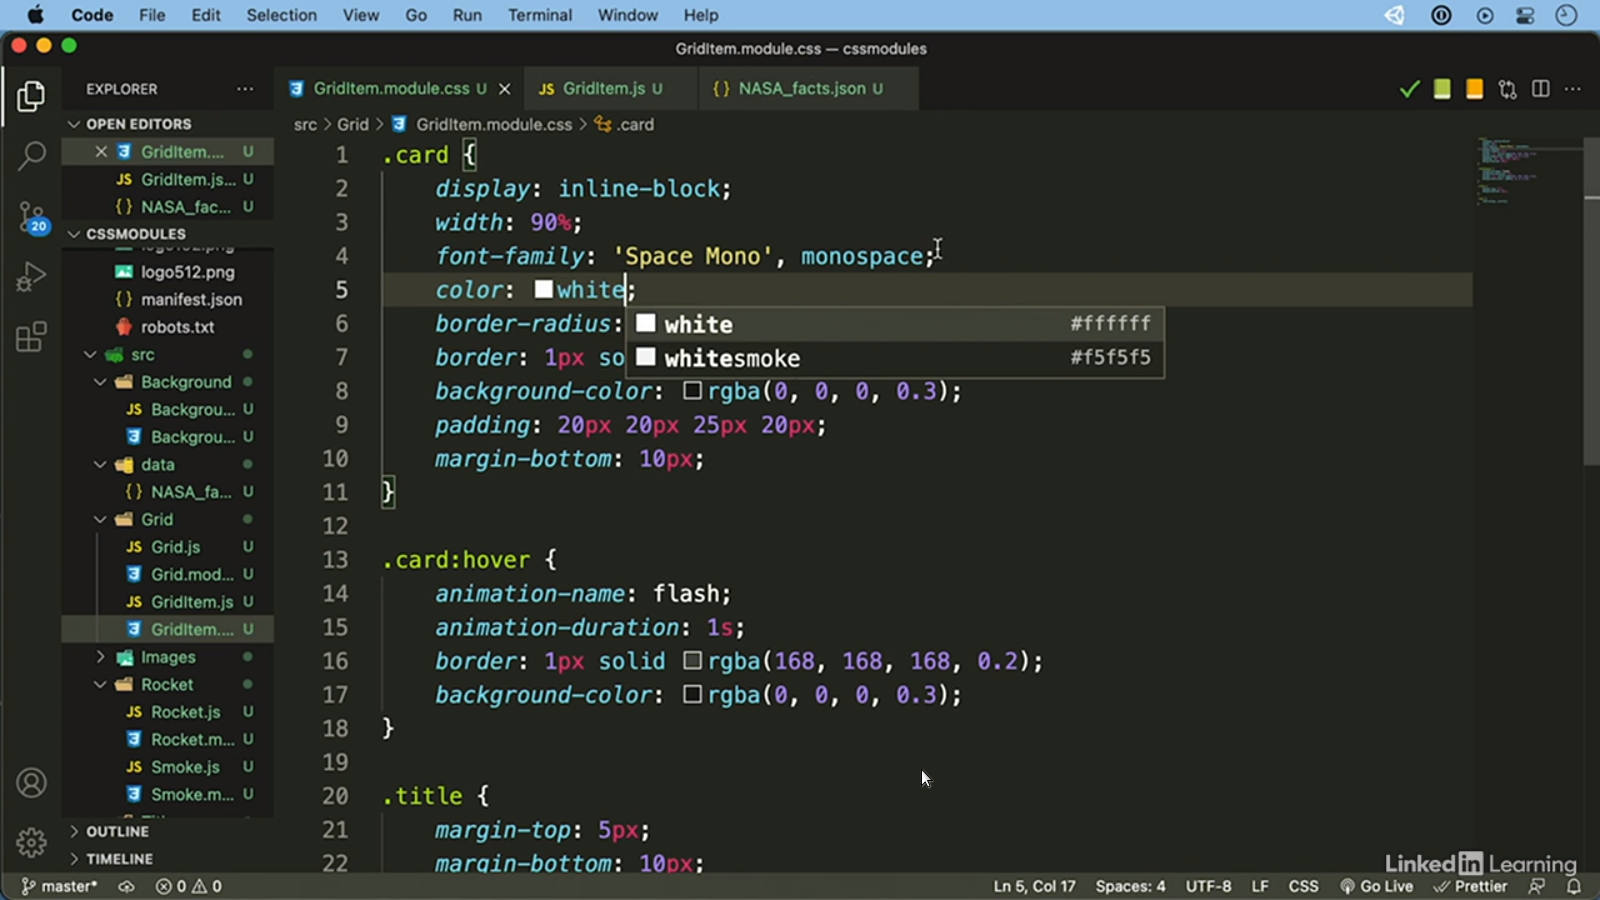 Code File Edit Selection View Go Run Terminal Window Help
GridItem.module.css — cssmodules
EXPLORER
GridItem.module.css U
JS GridItem.js U
{} NASA_facts.json U
OPEN EDITORS
src > Grid > GridItem.module.css > .card
GridItem.... U
JS GridItem.js... U
{} NASA_fac... U
20
CSSMODULES
logo512.png
{} manifest.json
robots.txt
src
Background
JS Backgrou... U
Backgrou... U
data
{} NASA_fa... U
Grid
JS Grid.js U
Grid.mod... U
JS GridItem.js U
GridItem.... U
Images
Rocket
JS Rocket.js U
Rocket.m... U
JS Smoke.js U
Smoke.m... U
OUTLINE
TIMELINE
1 .card {
2 display: inline-block;
3 width: 90%;
4 font-family: 'Space Mono', monospace;
5 color: white;
6 border-radius:
white #ffffff
7 border: 1px so
whitesmoke #f5f5f5
8 background-color: rgba(0, 0, 0, 0.3);
9 padding: 20px 20px 25px 20px;
10 margin-bottom: 10px;
11 }
12
13 .card:hover {
14 animation-name: flash;
15 animation-duration: 1s;
16 border: 1px solid rgba(168, 168, 168, 0.2);
17 background-color: rgba(0, 0, 0, 0.3);
18 }
19
20 .title {
21 margin-top: 5px;
22 margin-bottom: 10px;
LinkedIn Learning
master* 0 0 Ln 5, Col 17 Spaces: 4 UTF-8 LF CSS Go Live Prettier